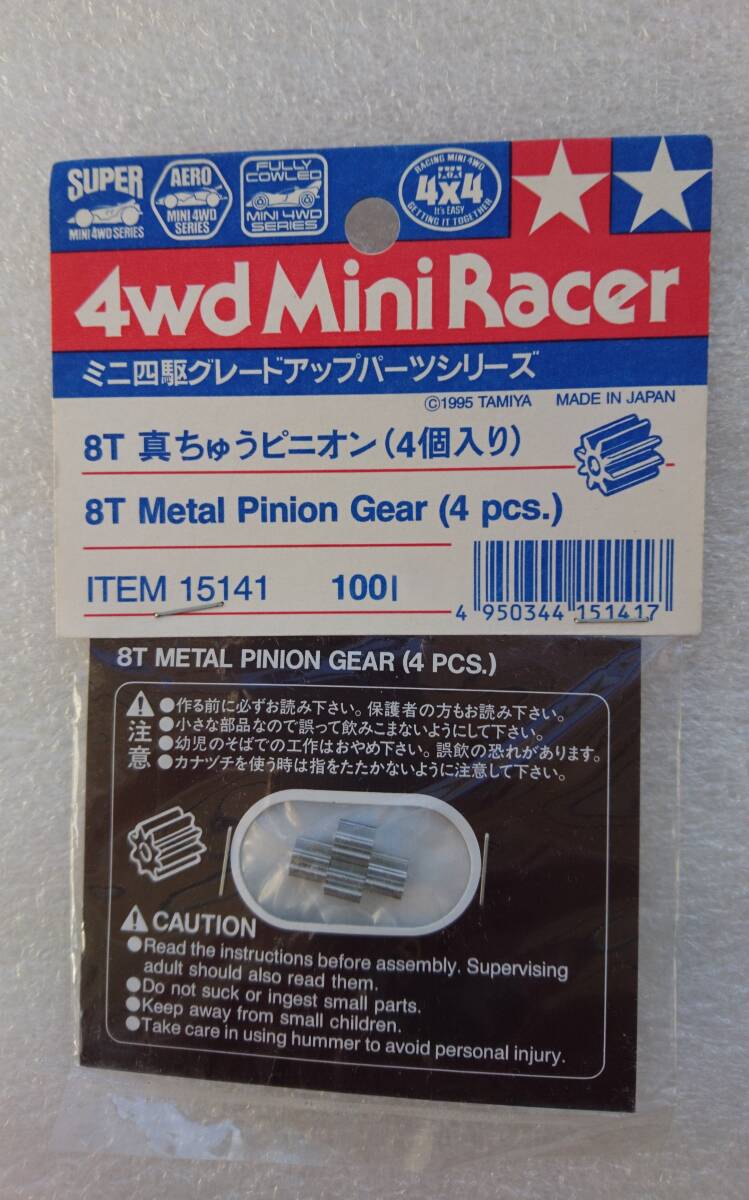 SUPER
MINI 4WD SERIES
AERO
MINI 4WD
SERIES
FULLY
COWLED
MINI 4WD
SERIES
RACING MINI 4WD
4x4
It's EASY
GETTING IT TOGETHER
4wd Mini Racer
ミニ四駆グレードアップパーツシリーズ
©1995 TAMIYA MADE IN JAPAN
8T 真ちゅうピニオン(4個入り)
8T Metal Pinion Gear (4 pcs.)
ITEM 15141 100I
4 950344 151417
8T METAL PINION GEAR (4 PCS.)
注意
●作る前に必ずお読み下さい。保護者の方もお読み下さい。
●小さな部品なので誤って飲みこまないようにして下さい。
●幼児のそばでの工作はおやめ下さい。誤飲の恐れがあります。
●カナヅチを使う時は指をたたかないように注意して下さい。
CAUTION
●Read the instructions before assembly. Supervising
adult should also read them.
●Do not suck or ingest small parts.
●Keep away from small children.
●Take care in using hummer to avoid personal injury.